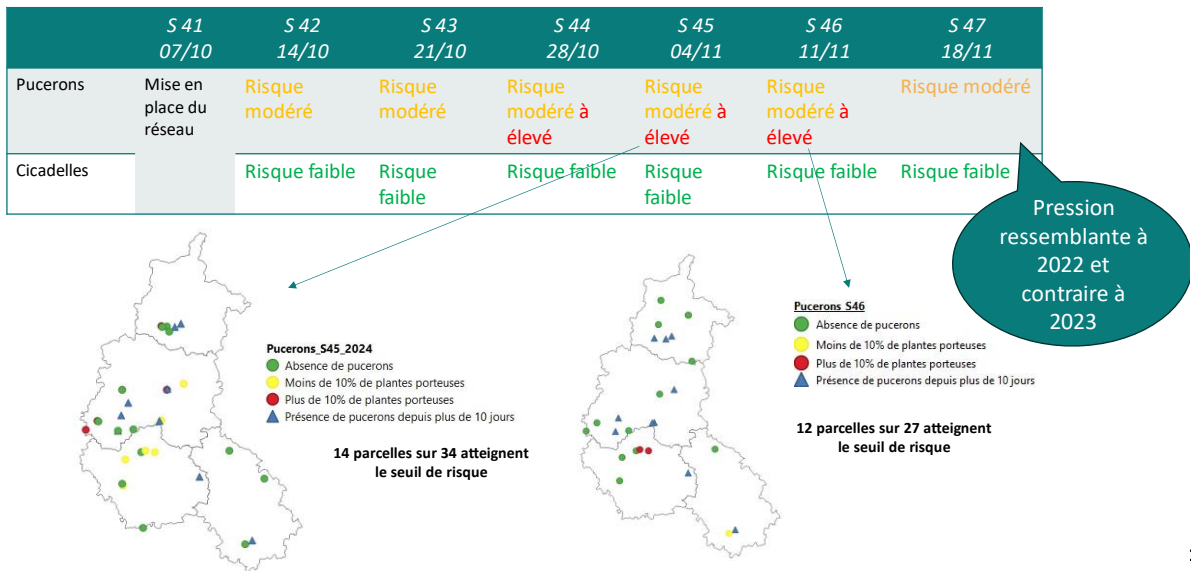 S 41 S 42 S 43 S 44 S 45 S 46 S 47
07/10 14/10 21/10 28/10 04/11 11/11 18/11
Pucerons Mise en Risque Risque Risque Risque Risque Risque modéré
place du modéré modéré modéré à modéré à modéré à
réseau élevé élevé élevé
Cicadelles Risque faible Risque Risque faible Risque Risque faible Risque faible
faible faible
Pression
ressemblante à
2022 et
contraire à
2023
Pucerons_S45_2024
Absence de pucerons
Moins de 10% de plantes porteuses
Plus de 10% de plantes porteuses
Présence de pucerons depuis plus de 10 jours
14 parcelles sur 34 atteignent
le seuil de risque
Pucerons S46
Absence de pucerons
Moins de 10% de plantes porteuses
Plus de 10% de plantes porteuses
Présence de pucerons depuis plus de 10 jours
12 parcelles sur 27 atteignent
le seuil de risque